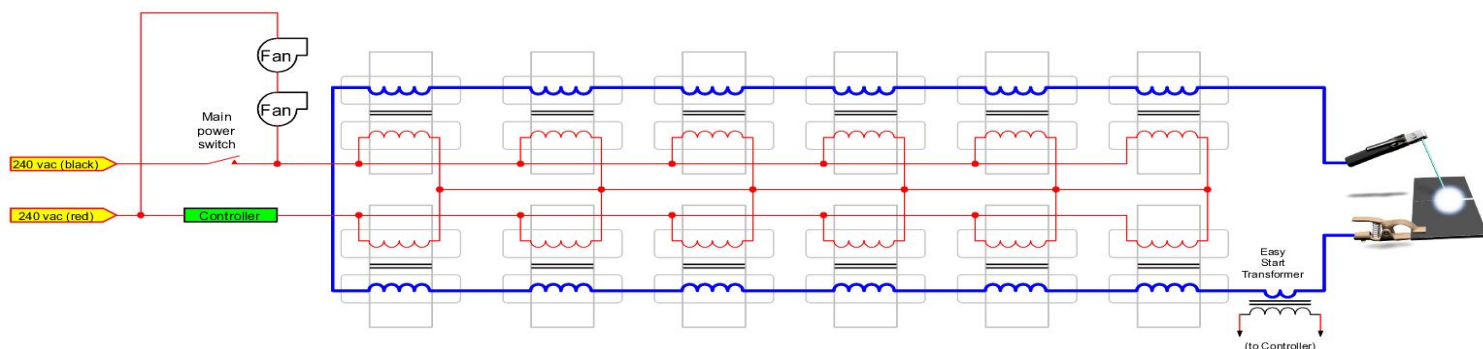 Fan
Fan
Main
power
switch
240 vac (black)
240 vac (red)
Controller
Easy
Start
Transformer
(to Controller)